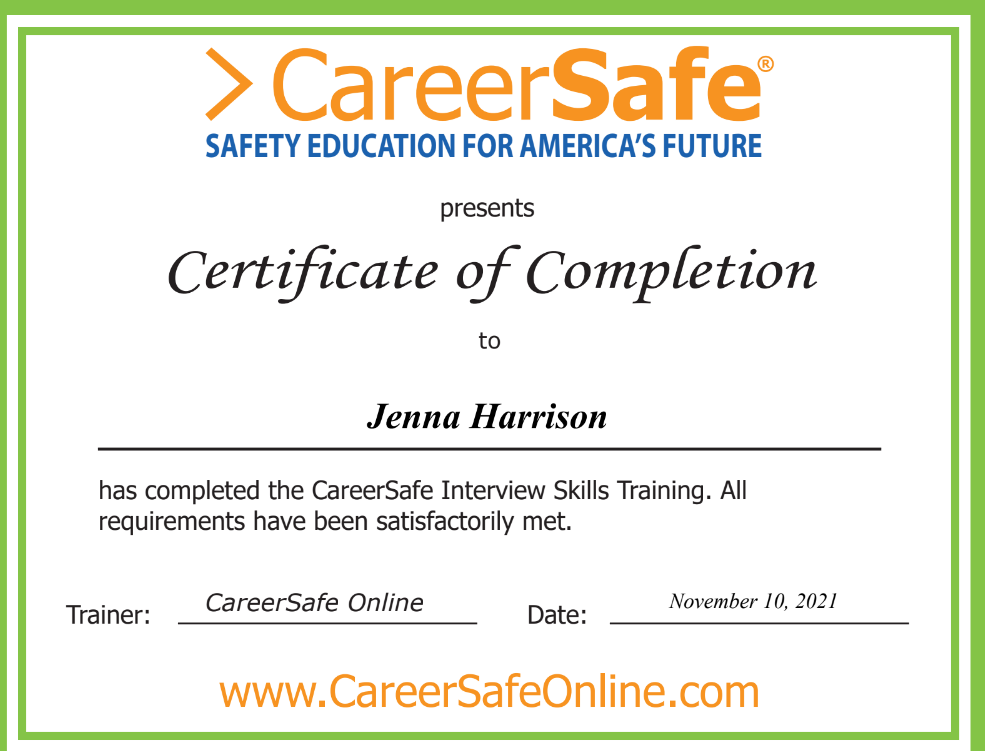 >CareerSafe®
SAFETY EDUCATION FOR AMERICA'S FUTURE
presents
Certificate of Completion
to
Jenna Harrison
has completed the CareerSafe Interview Skills Training. All
requirements have been satisfactorily met.
Trainer: CareerSafe Online Date: November 10, 2021
www.CareerSafeOnline.com